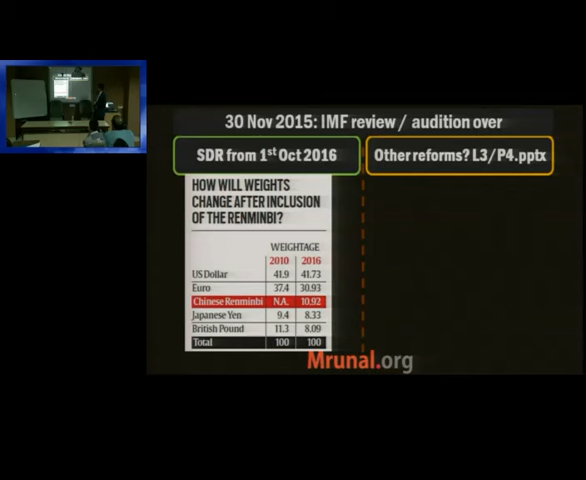 30 Nov 2015: IMF review / audition over
SDR from 1st Oct 2016
Other reforms? L3/P4.pptx
HOW WILL WEIGHTS
CHANGE AFTER INCLUSION
OF THE RENMINBI?
WEIGHTAGE
2010 2016
US Dollar 41.9 41.73
Euro 37.4 30.93
Chinese Renminbi N.A. 10.92
Japanese Yen 9.4 8.33
British Pound 11.3 8.09
Total 100 100
Mrunal.org